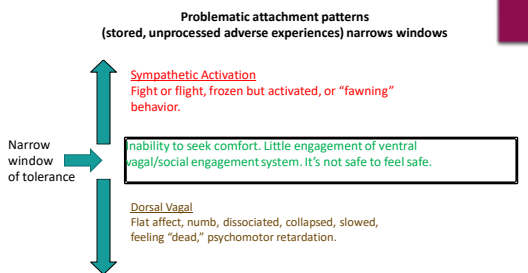 Problematic attachment patterns
(stored, unprocessed adverse experiences) narrows windows
Sympathetic Activation
Fight or flight, frozen but activated, or “fawning”
behavior.
Narrow
window
of tolerance
Inability to seek comfort. Little engagement of ventral
vagal/social engagement system. It’s not safe to feel safe.
Dorsal Vagal
Flat affect, numb, dissociated, collapsed, slowed,
feeling “dead,” psychomotor retardation.